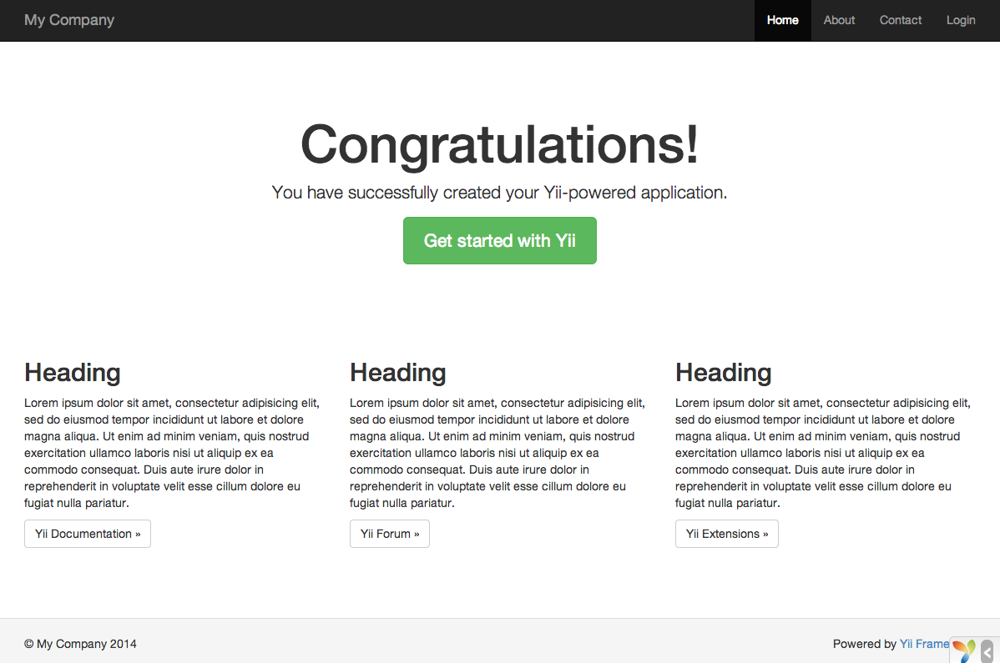 My Company
Home
About
Contact
Login
Congratulations!
You have successfully created your Yii-powered application.
Get started with Yii
Heading
Lorem ipsum dolor sit amet, consectetur adipisicing elit,
sed do eiusmod tempor incididunt ut labore et dolore
magna aliqua. Ut enim ad minim veniam, quis nostrud
exercitation ullamco laboris nisi ut aliquip ex ea
commodo consequat. Duis aute irure dolor in
reprehenderit in voluptate velit esse cillum dolore eu
fugiat nulla pariatur.
Yii Documentation »
Heading
Lorem ipsum dolor sit amet, consectetur adipisicing elit,
sed do eiusmod tempor incididunt ut labore et dolore
magna aliqua. Ut enim ad minim veniam, quis nostrud
exercitation ullamco laboris nisi ut aliquip ex ea
commodo consequat. Duis aute irure dolor in
reprehenderit in voluptate velit esse cillum dolore eu
fugiat nulla pariatur.
Yii Forum »
Heading
Lorem ipsum dolor sit amet, consectetur adipisicing elit,
sed do eiusmod tempor incididunt ut labore et dolore
magna aliqua. Ut enim ad minim veniam, quis nostrud
exercitation ullamco laboris nisi ut aliquip ex ea
commodo consequat. Duis aute irure dolor in
reprehenderit in voluptate velit esse cillum dolore eu
fugiat nulla pariatur.
Yii Extensions »
© My Company 2014
Powered by Yii Frame